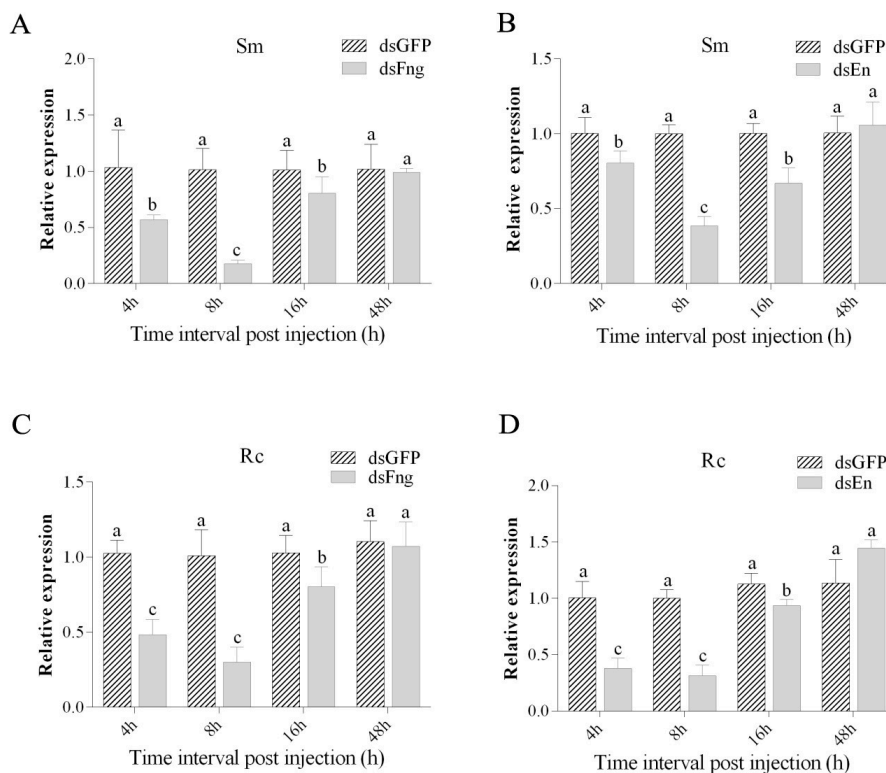 A
Sm
dsGFP
dsFng
2.0
1.5
1.0
0.5
0.0
Relative expression
a
b
a
c
a
b
a
a
4h
8h
16h
48h
Time interval post injection (h)
B
Sm
dsGFP
dsEn
1.5
1.0
0.5
0.0
Relative expression
a
b
a
c
a
b
a
a
4h
8h
16h
48h
Time interval post injection (h)
C
Rc
dsGFP
dsFng
1.5
1.0
0.5
0.0
Relative expression
a
c
a
c
a
b
a
a
4h
8h
16h
48h
Time interval post injection (h)
D
Rc
dsGFP
dsEn
2.0
1.5
1.0
0.5
0.0
Relative expression
a
c
a
c
a
b
a
a
4h
8h
16h
48h
Time interval post injection (h)